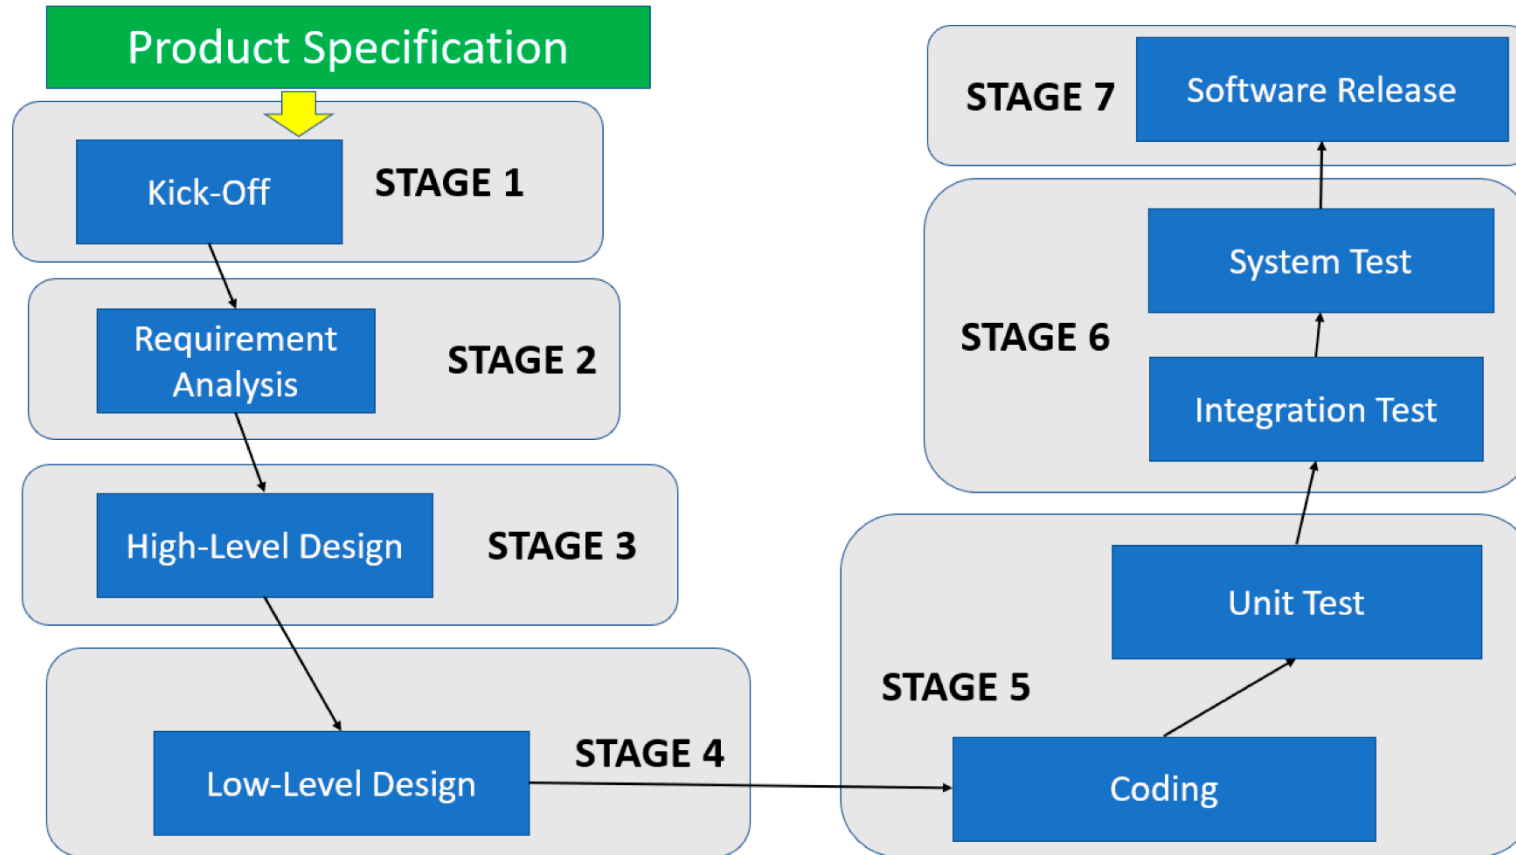 Product Specification
Kick-Off
STAGE 1
Requirement
Analysis
STAGE 2
High-Level Design
STAGE 3
Low-Level Design
STAGE 4
Coding
STAGE 5
Unit Test
Integration Test
STAGE 6
System Test
STAGE 7
Software Release